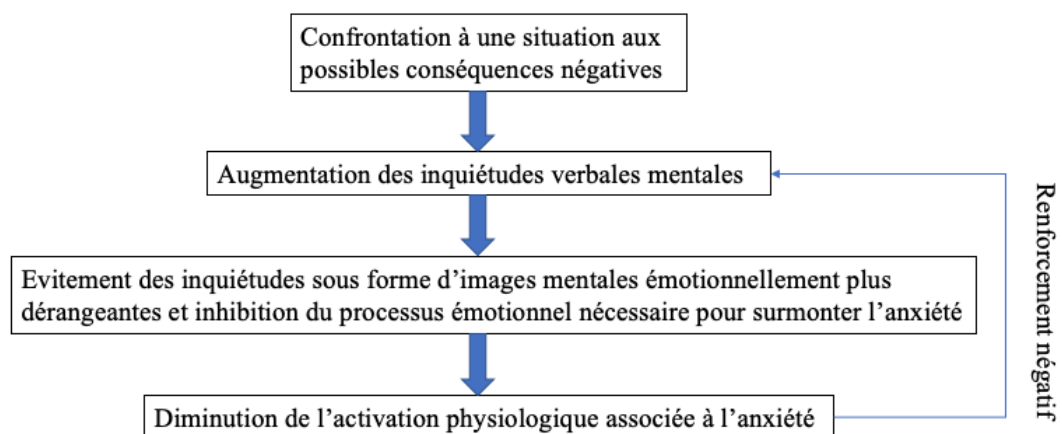 Confrontation à une situation aux
possibles conséquences négatives
Augmentation des inquiétudes verbales mentales
Evitement des inquiétudes sous forme d’images mentales émotionnellement plus
dérangeantes et inhibition du processus émotionnel nécessaire pour surmonter l’anxiété
Diminution de l’activation physiologique associée à l’anxiété
Renforcement négatif